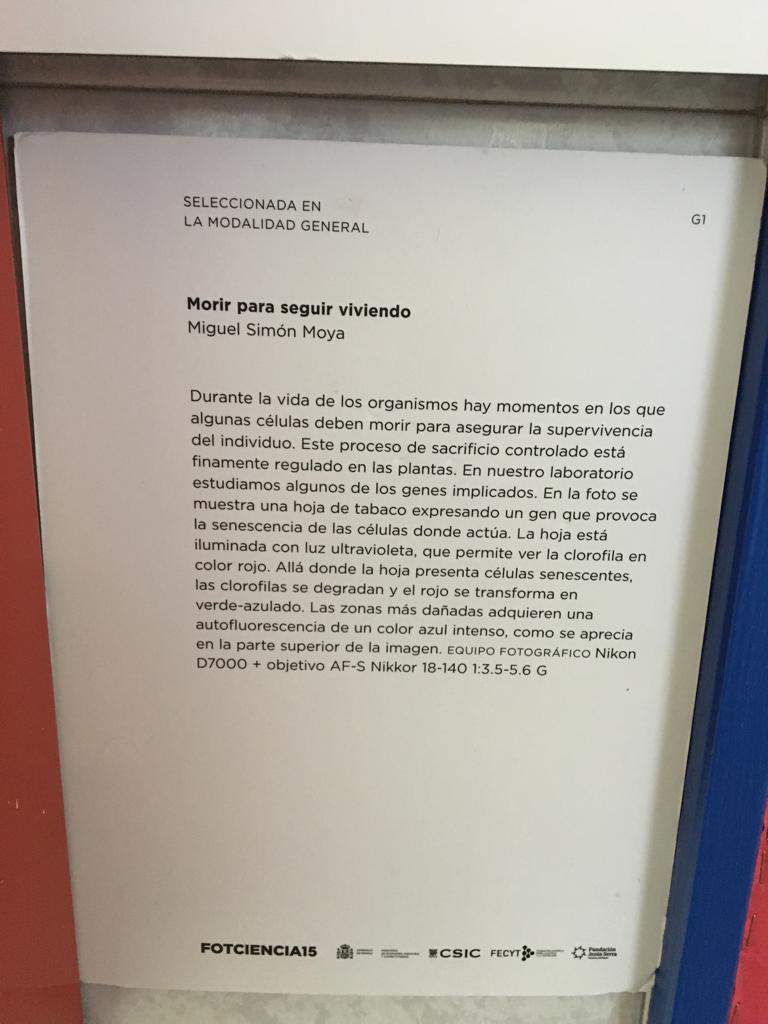 SELECCIONADA EN
LA MODALIDAD GENERAL
G1
Morir para seguir viviendo
Miguel Simón Moya
Durante la vida de los organismos hay momentos en los que
algunas células deben morir para asegurar la supervivencia
del individuo. Este proceso de sacrificio controlado está
finamente regulado en las plantas. En nuestro laboratorio
estudiamos algunos de los genes implicados. En la foto se
muestra una hoja de tabaco expresando un gen que provoca
la senescencia de las células donde actúa. La hoja está
iluminada con luz ultravioleta, que permite ver la clorofila en
color rojo. Allá donde la hoja presenta células senescentes,
las clorofilas se degradan y el rojo se transforma en
verde-azulado. Las zonas más dañadas adquieren una
autofluorescencia de un color azul intenso, como se aprecia
en la parte superior de la imagen. EQUIPO FOTOGRÁFICO Nikon
D7000 + objetivo AF-S Nikkor 18-140 1:3.5-5.6 G
FOTCIENCIA15
CSIC
FECYT
Fundación
Jesús Serra